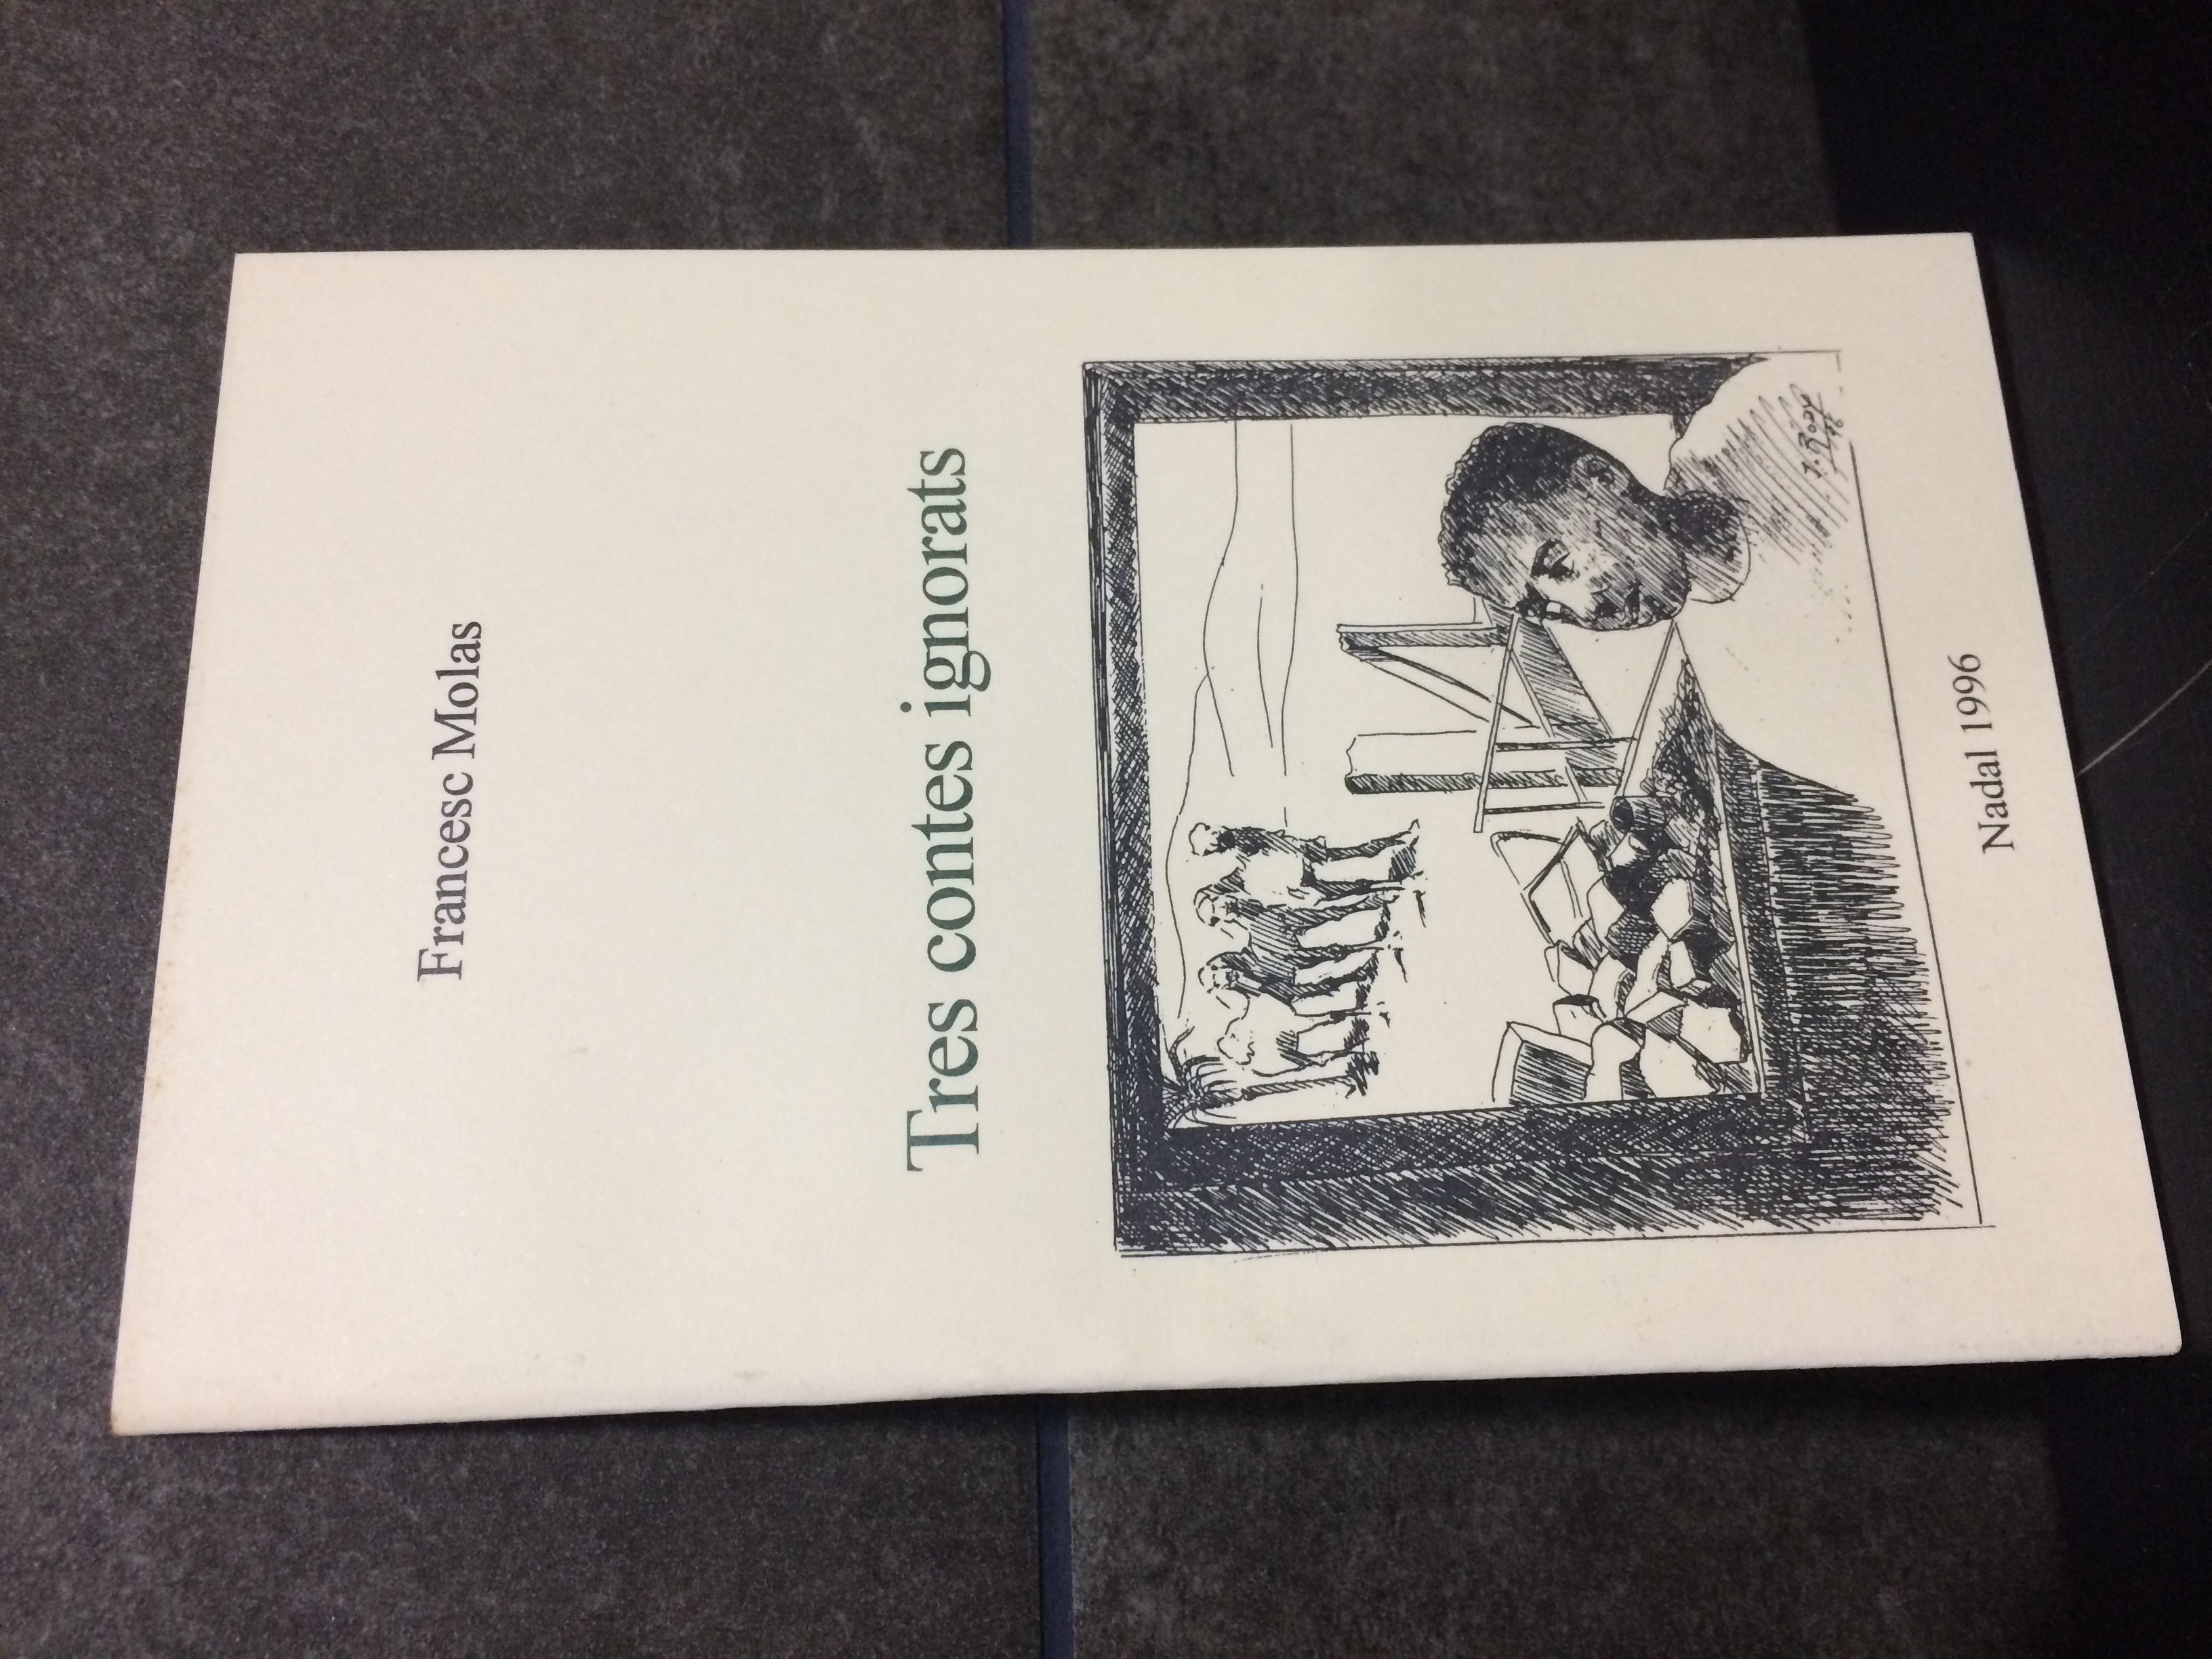 Francesc Molas
Tres contes ignorats
Nadal 1996